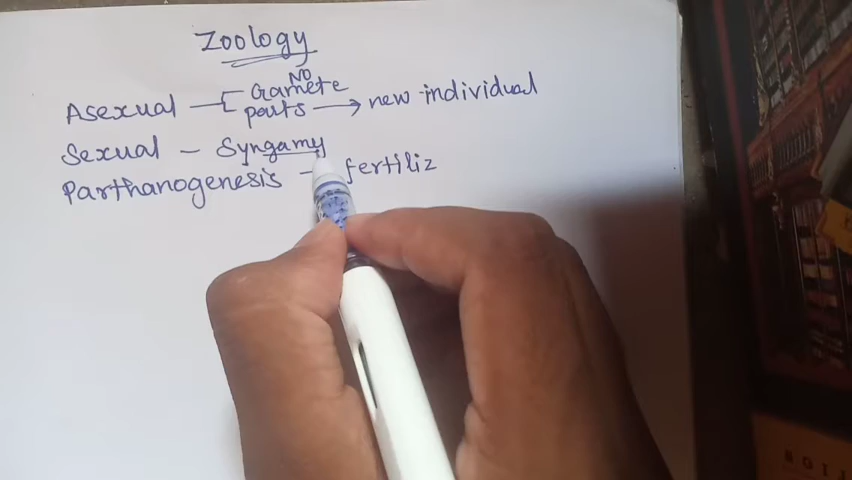 Zoology
NO
Asexual - Gamete
parts → new individual
Sexual - Syngamy
Parthanogenesis - fertiliz